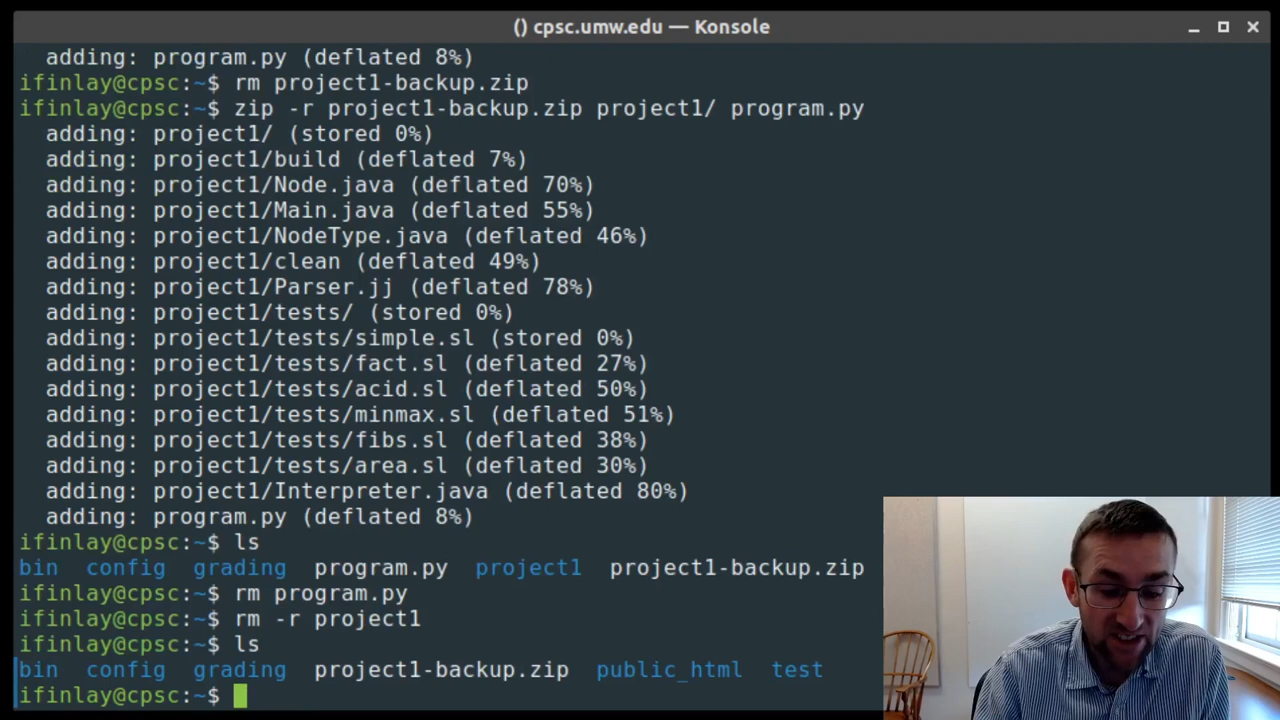 () cpsc.umw.edu — Konsole
adding: program.py (deflated 8%)
ifinlay@cpsc:~$ rm project1-backup.zip
ifinlay@cpsc:~$ zip -r project1-backup.zip project1/ program.py
adding: project1/ (stored 0%)
adding: project1/build (deflated 7%)
adding: project1/Node.java (deflated 70%)
adding: project1/Main.java (deflated 55%)
adding: project1/NodeType.java (deflated 46%)
adding: project1/clean (deflated 49%)
adding: project1/Parser.jj (deflated 78%)
adding: project1/tests/ (stored 0%)
adding: project1/tests/simple.sl (stored 0%)
adding: project1/tests/fact.sl (deflated 27%)
adding: project1/tests/acid.sl (deflated 50%)
adding: project1/tests/minmax.sl (deflated 51%)
adding: project1/tests/fibs.sl (deflated 38%)
adding: project1/tests/area.sl (deflated 30%)
adding: project1/Interpreter.java (deflated 80%)
adding: program.py (deflated 8%)
ifinlay@cpsc:~$ ls
bin config grading program.py project1 project1-backup.zip
ifinlay@cpsc:~$ rm program.py
ifinlay@cpsc:~$ rm -r project1
ifinlay@cpsc:~$ ls
bin config grading project1-backup.zip public_html test
ifinlay@cpsc:~$